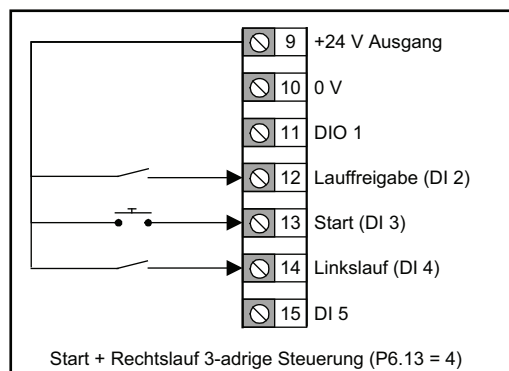 9 +24 V Ausgang
10 0 V
11 DIO 1
12 Lauffreigabe (DI 2)
13 Start (DI 3)
14 Linkslauf (DI 4)
15 DI 5
Start + Rechtslauf 3-adrige Steuerung (P6.13 = 4)